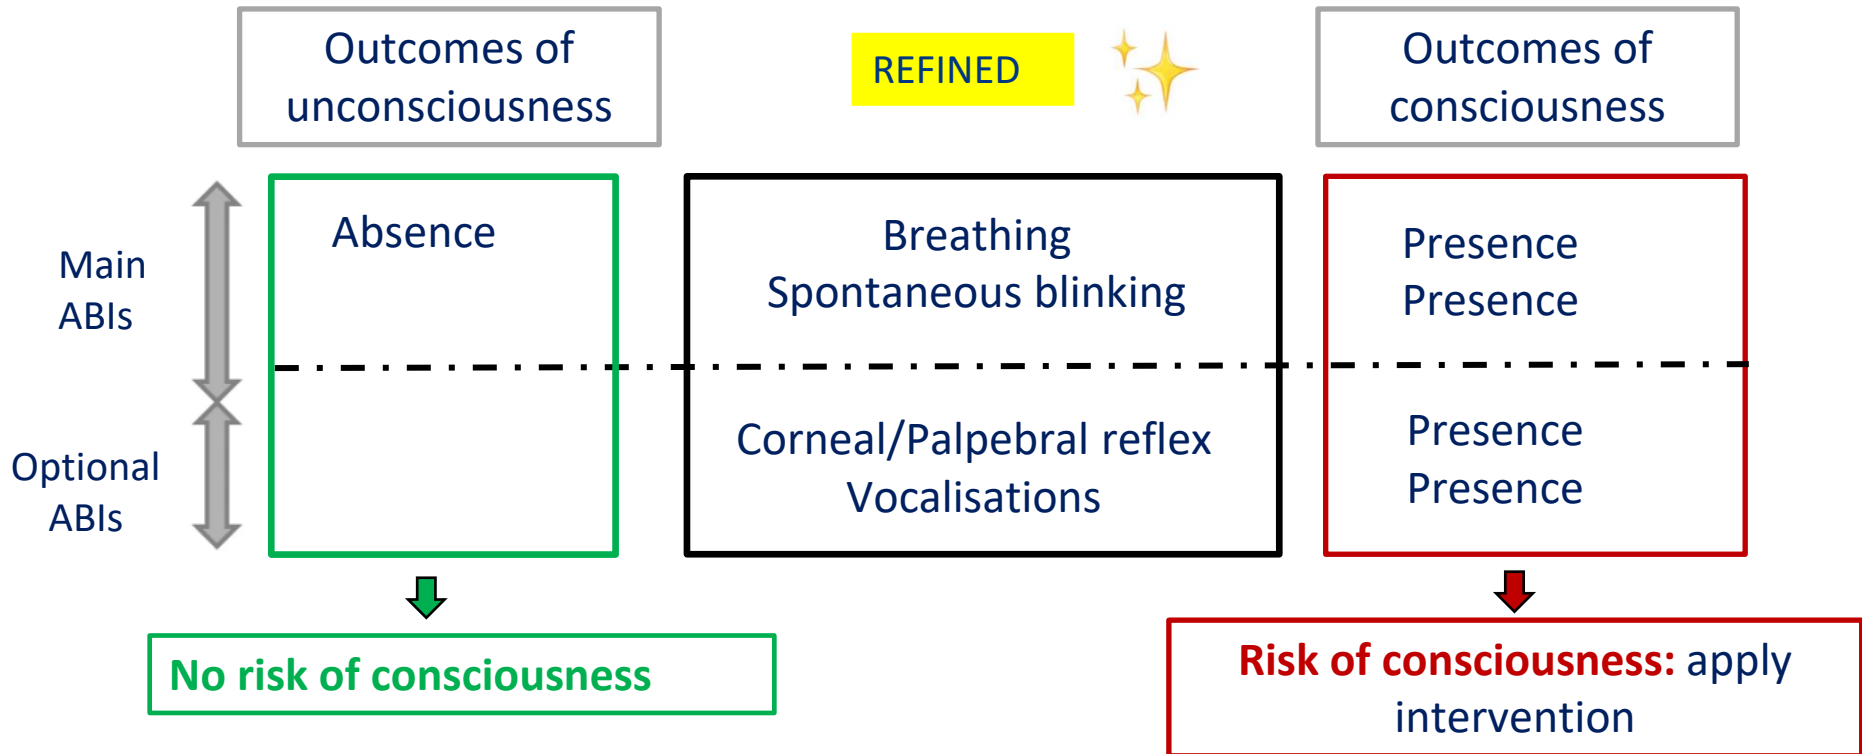 Outcomes of
unconsciousness
REFINED
Outcomes of
consciousness
Main
ABIs
Absence
Breathing
Spontaneous blinking
Presence
Presence
Optional
ABIs
Corneal/Palpebral reflex
Vocalisations
Presence
Presence
No risk of consciousness
Risk of consciousness: apply
intervention